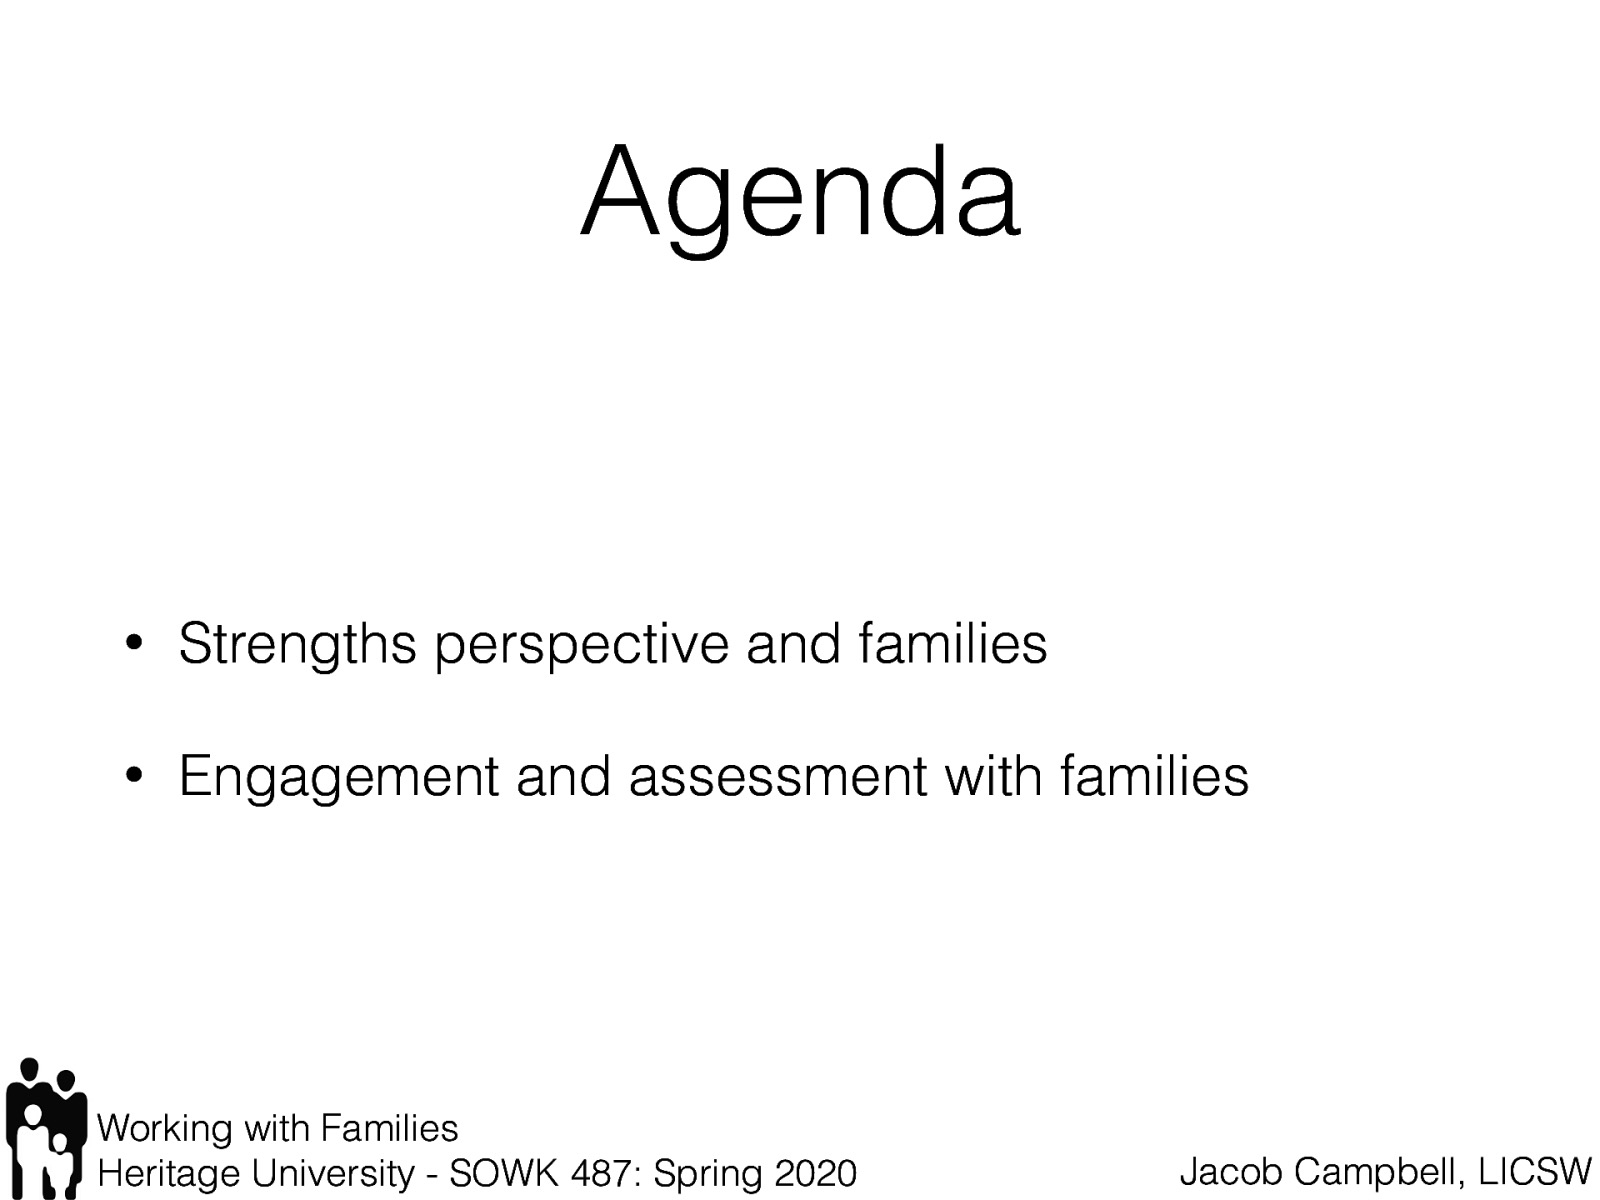 Agenda
• Strengths perspective and families
• Engagement and assessment with families
Working with Families
Heritage University - SOWK 487: Spring 2020
Jacob Campbell, LICSW